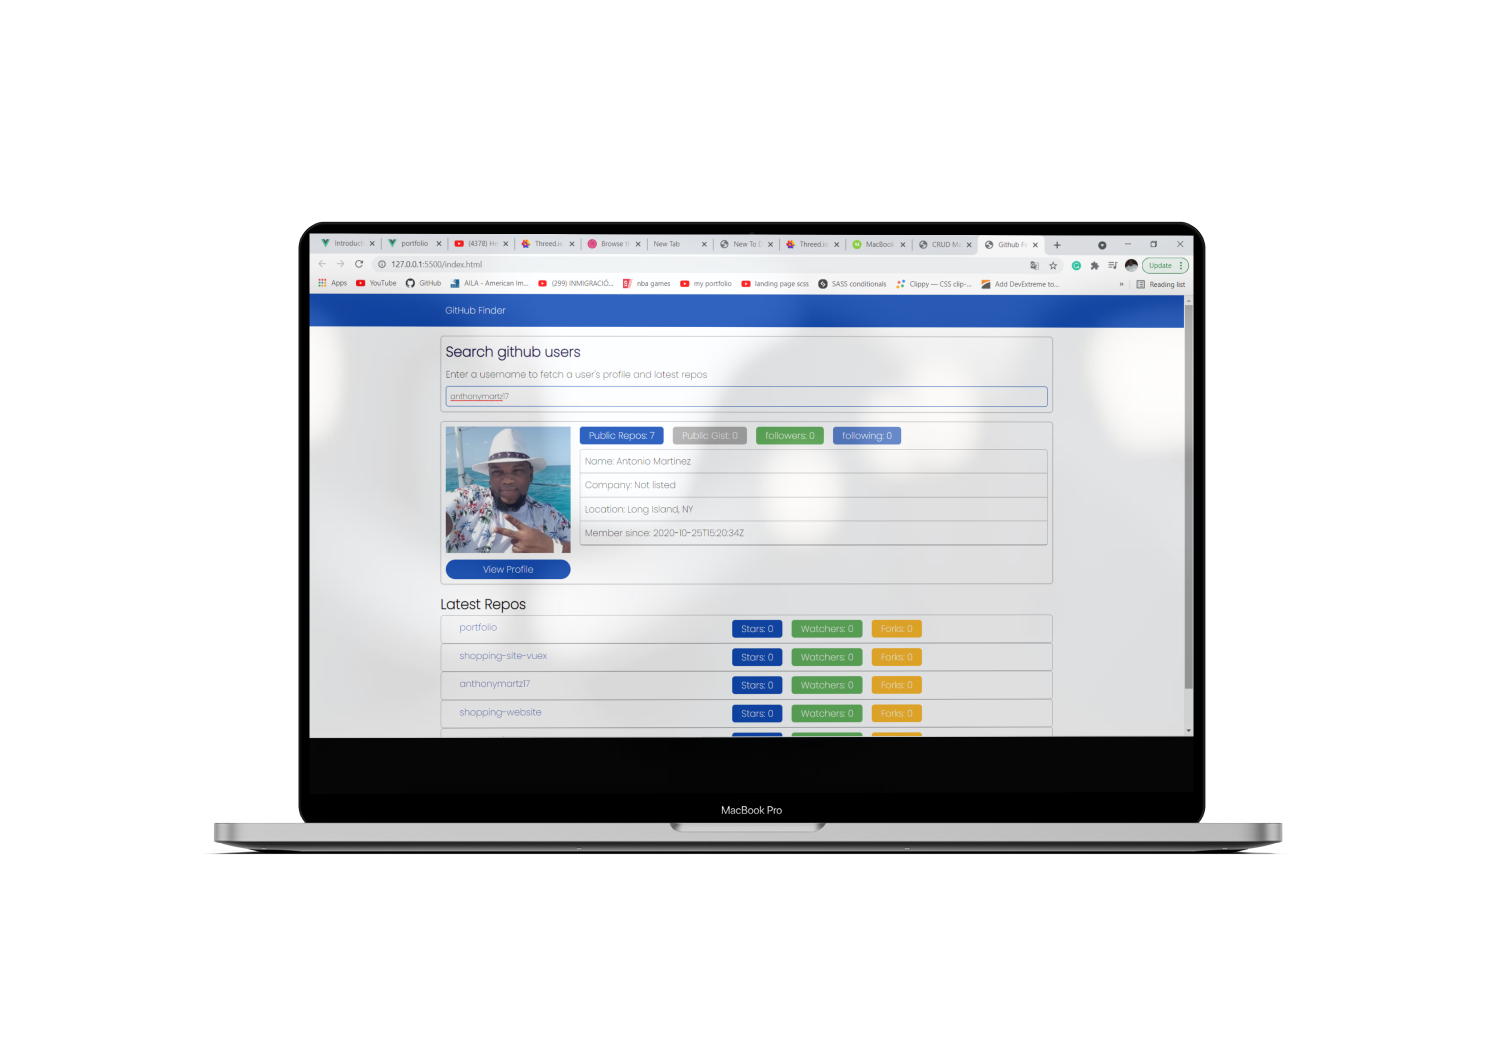 Introduct portfolio (4378) He Threed.io Browse th New Tab New To D Threed.io MacBook CRUD Ma Github Fi
127.0.0.1:5500/index.html Update
Apps YouTube GitHub AILA - American Im... (299) INMIGRACIÓ... nba games my portfolio landing page scss SASS conditionals Clippy — CSS clip-... Add DevExtreme to... » Reading list
GitHub Finder
Search github users
Enter a username to fetch a user's profile and latest repos
anthonymartz17
Public Repos: 7 Public Gist: 0 followers: 0 following: 0
Name: Antonio Martinez
Company: Not listed
Location: Long Island, NY
Member since: 2020-10-25T15:20:34Z
View Profile
Latest Repos
portfolio Stars: 0 Watchers: 0 Forks: 0
shopping-site-vuex Stars: 0 Watchers: 0 Forks: 0
anthonymartz17 Stars: 0 Watchers: 0 Forks: 0
shopping-website Stars: 0 Watchers: 0 Forks: 0
MacBook Pro